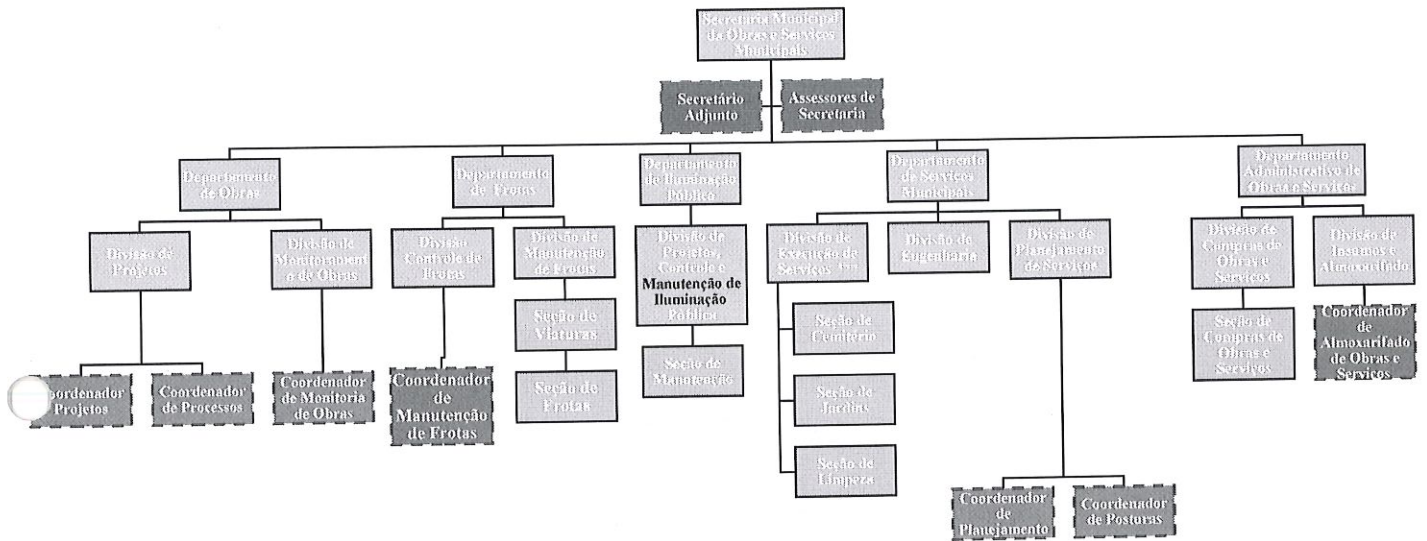 Secretaria Municipal
da Obras e Serviços
Municipais
Secretário
Adjunto
Assessores de
Secretaria
Departamento
de Obras
Departamento
de Frotas
Departamento
de Iluminação
Público
Departamento
de Serviços
Municipais
Departamento
Administrativo de
Obras e Serviços
Divisão de
Projetos
Divisão de
Monitorament
o de Obras
Divisão
Controle de
Frotas
Divisão de
Manutenção
de Frotas
Divisão de
Projetos,
Controle e
Manutenção de
Iluminação
Pública
Divisão de
Execução de
Serviços ***
Divisão de
Engenharia
Divisão de
Planejamento
de Serviços
Divisão de
Compras de
Obras e
Serviços
Divisão de
Insumos e
Almoxarifado
Seção de
Viaturas
Seção de
Frotas
Seção de
Manutenção
Seção de
Cemitério
Seção de
Jardins
Seção de
Limpeza
Seção de
Compras de
Obras e
Serviços
Coordenador
de
Almoxarifado
de Obras e
Serviços
oordenador
Projetos
Coordenador
de Processos
Coordenador
de Monitoria
de Obras
Coordenador
de
Manutenção
de Frotas
Coordenador
de
Planejamento
Coordenador
de Posturas